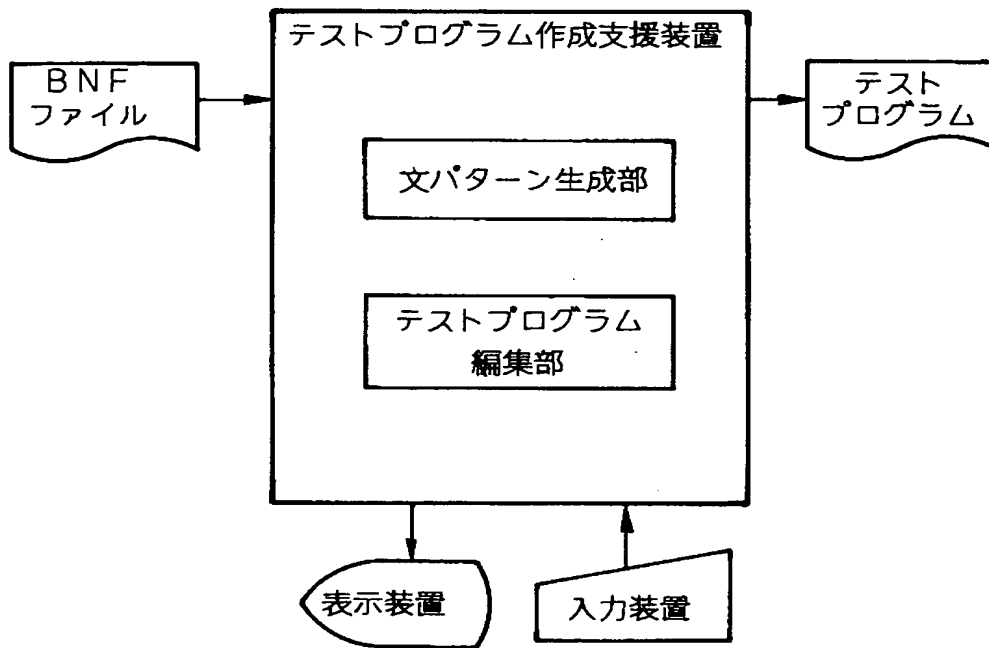 テストプログラム作成支援装置
BNF
ファイル
テスト
プログラム
文パターン生成部
テストプログラム
編集部
表示装置
入力装置